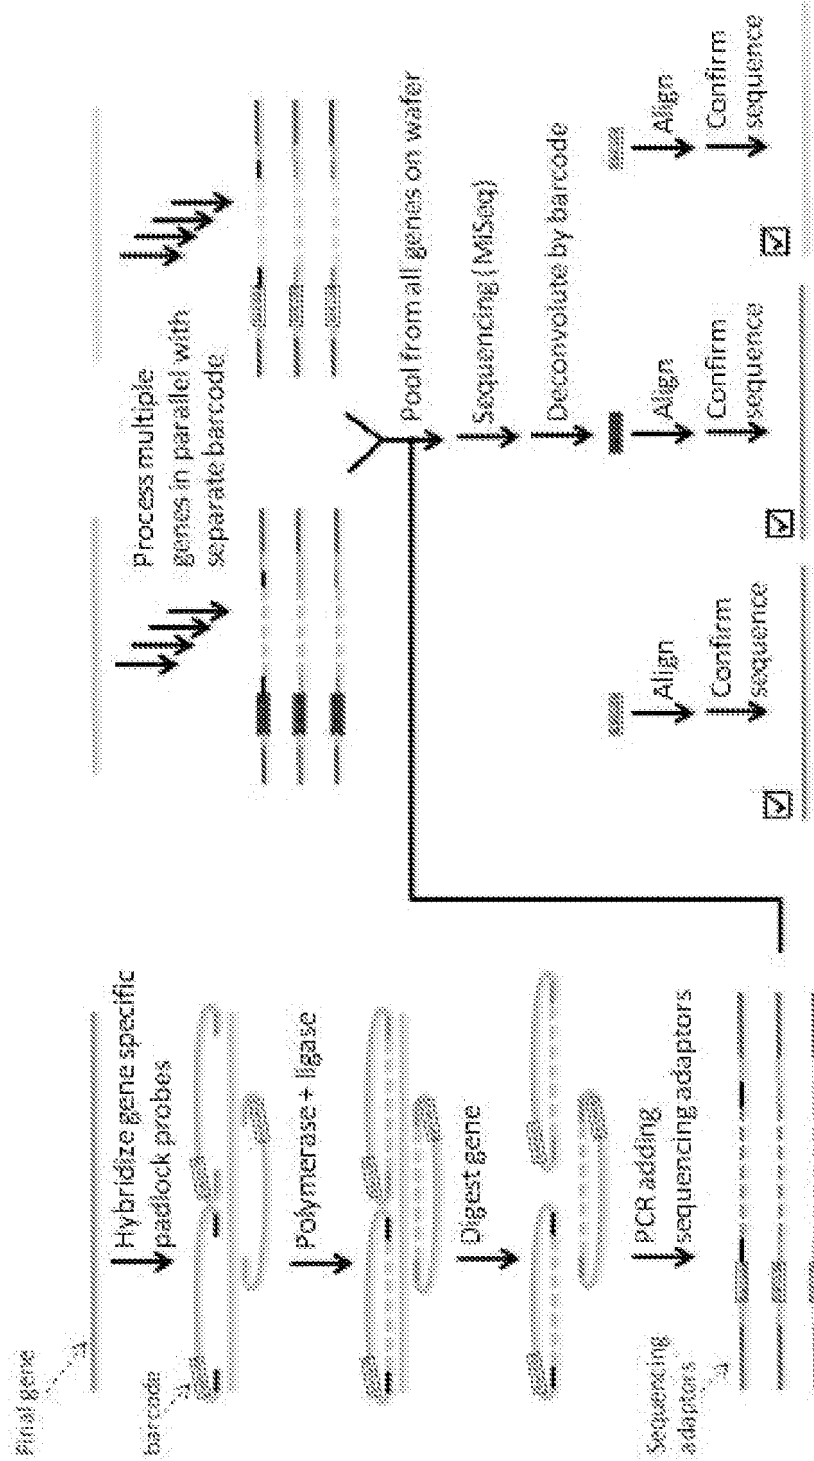 Final gene
Hybridize gene specific
padlock probes
barcode
Polymerase + ligase
Digest gene
PCR adding
sequencing adaptors
Sequencing
adaptors
Process multiple
genes in parallel with
separate barcode
Pool from all genes on wafer
Sequencing (MiSeq)
Deconvolute by barcode
Align
Confirm
sequence
Align
Confirm
sequence
Align
Confirm
sequence